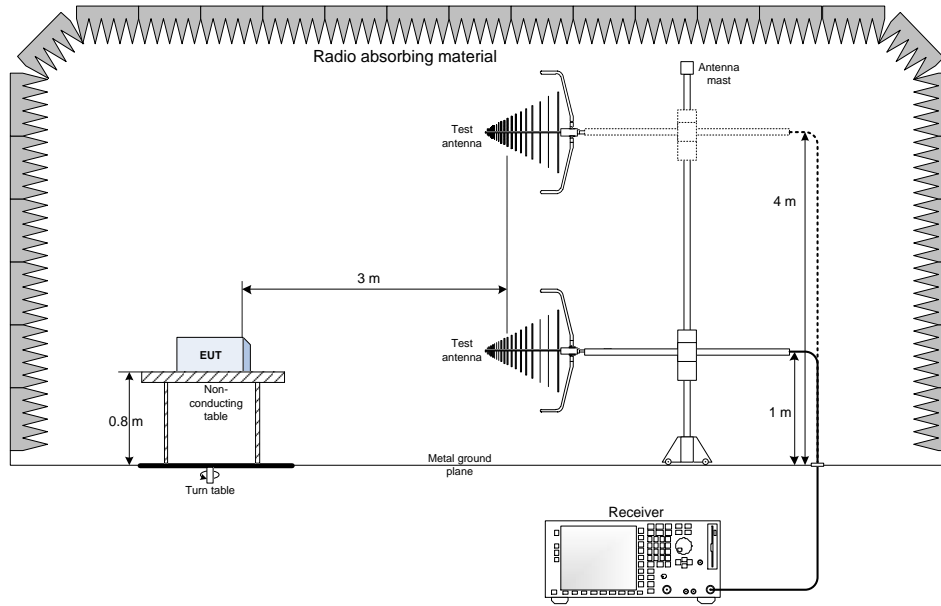 Radio absorbing material
Antenna
mast
Test
antenna
4 m
3 m
Test
antenna
EUT
Non-
conducting
table
0.8 m
1 m
Metal ground
plane
Turn table
Receiver